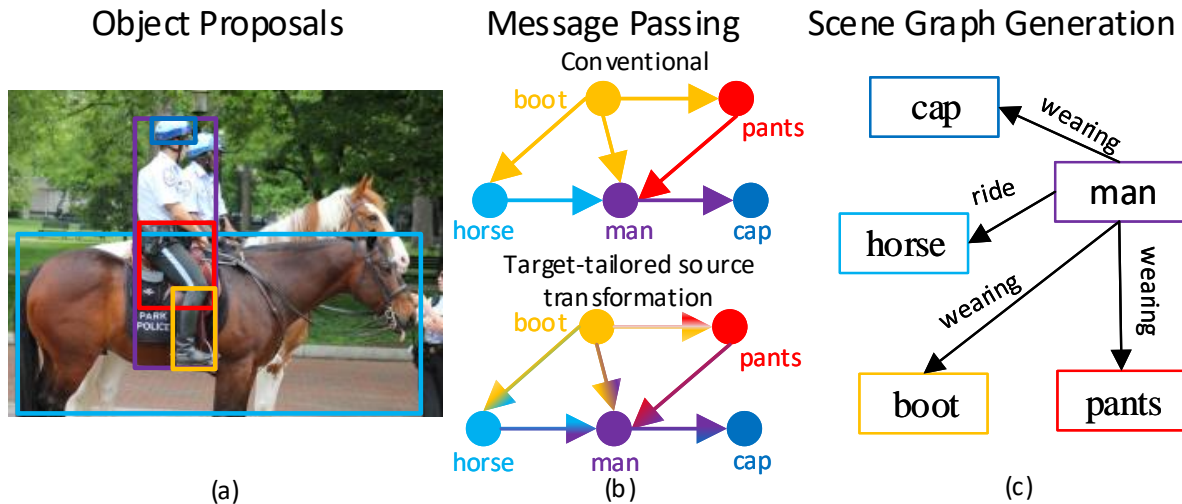 Object Proposals
PARK
POLICE
(a)
Message Passing
Conventional
boot
pants
horse
man
cap
Target-tailored source
transformation
boot
pants
horse
man
cap
(b)
Scene Graph Generation
cap
wearing
man
ride
horse
wearing
wearing
boot
pants
(c)